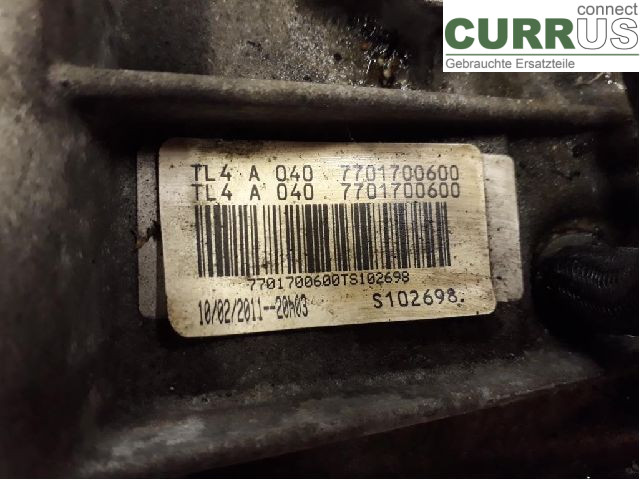 connect
CURRUS
Gebrauchte Ersatzteile
TL4 A 040 7701700600
TL4 A 040 7701700600
7701700600TS102698
10/02/2011--20h03 S102698.